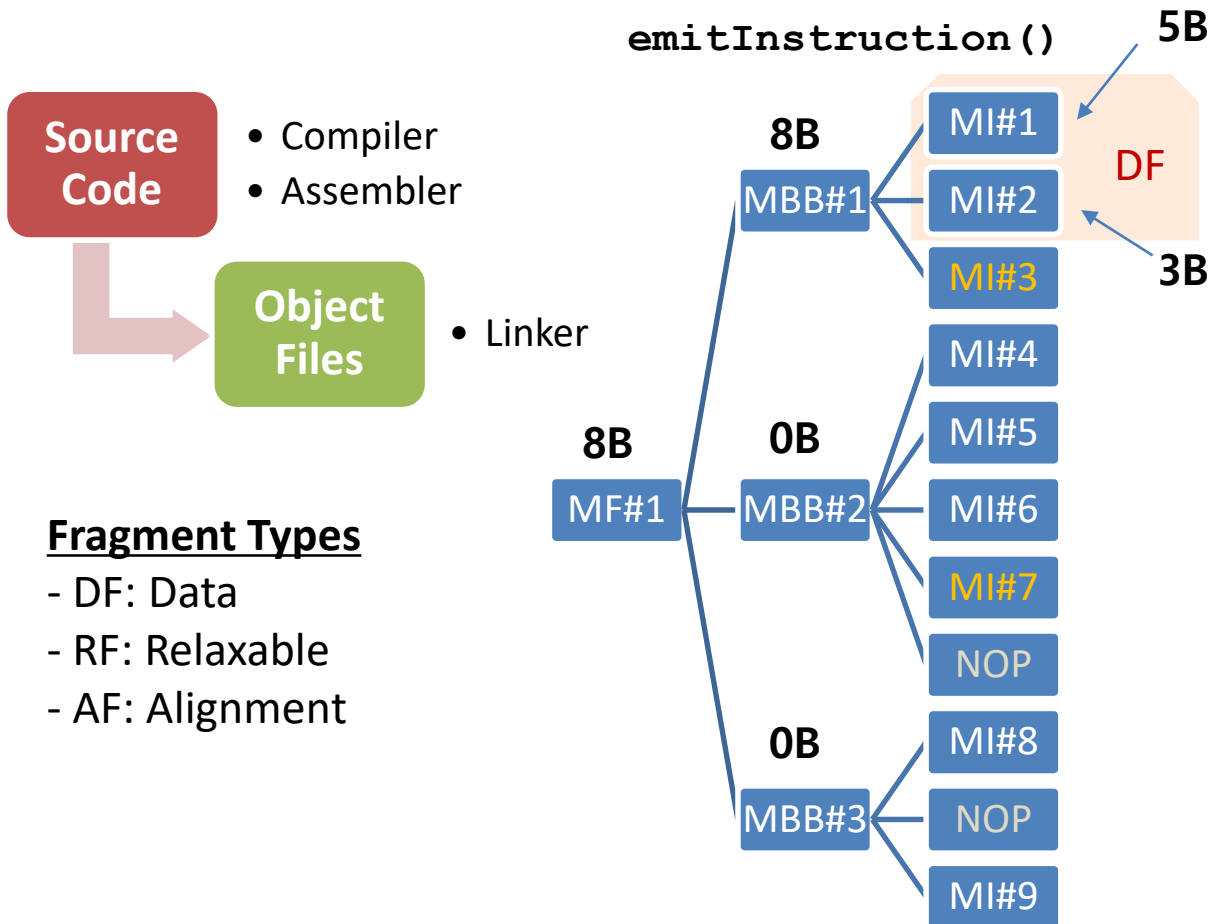 emitInstruction()
5B
Source
Code
• Compiler
• Assembler
Object
Files
• Linker
Fragment Types
- DF: Data
- RF: Relaxable
- AF: Alignment
8B
MF#1
8B
MBB#1
0B
MBB#2
0B
MBB#3
MI#1
MI#2
DF
3B
MI#3
MI#4
MI#5
MI#6
MI#7
NOP
MI#8
NOP
MI#9